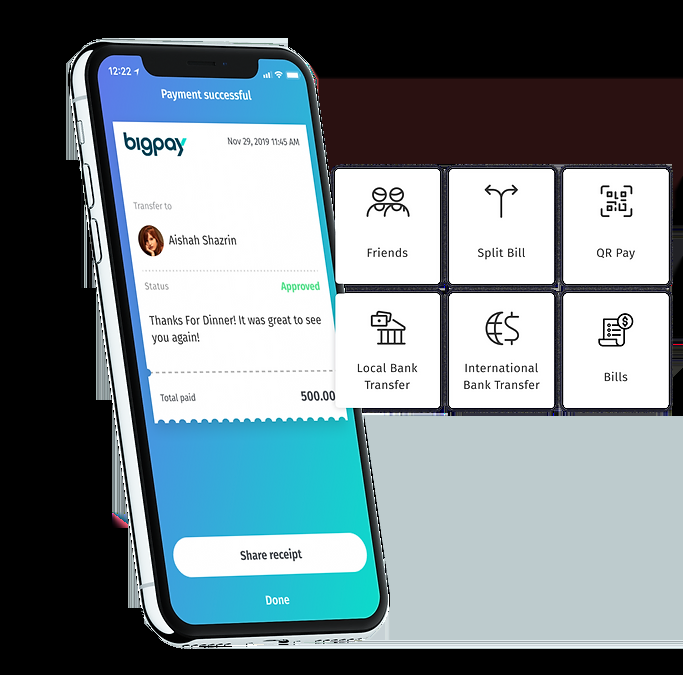 12:22
Payment successful
bigpay
Nov 29, 2019 11:45 AM
Transfer to
Aishah Shazrin
Status
Approved
Thanks For Dinner! It was great to see
you again!
Total paid
500.00
Share receipt
Done
Friends
Split Bill
QR Pay
Local Bank
Transfer
International
Bank Transfer
Bills